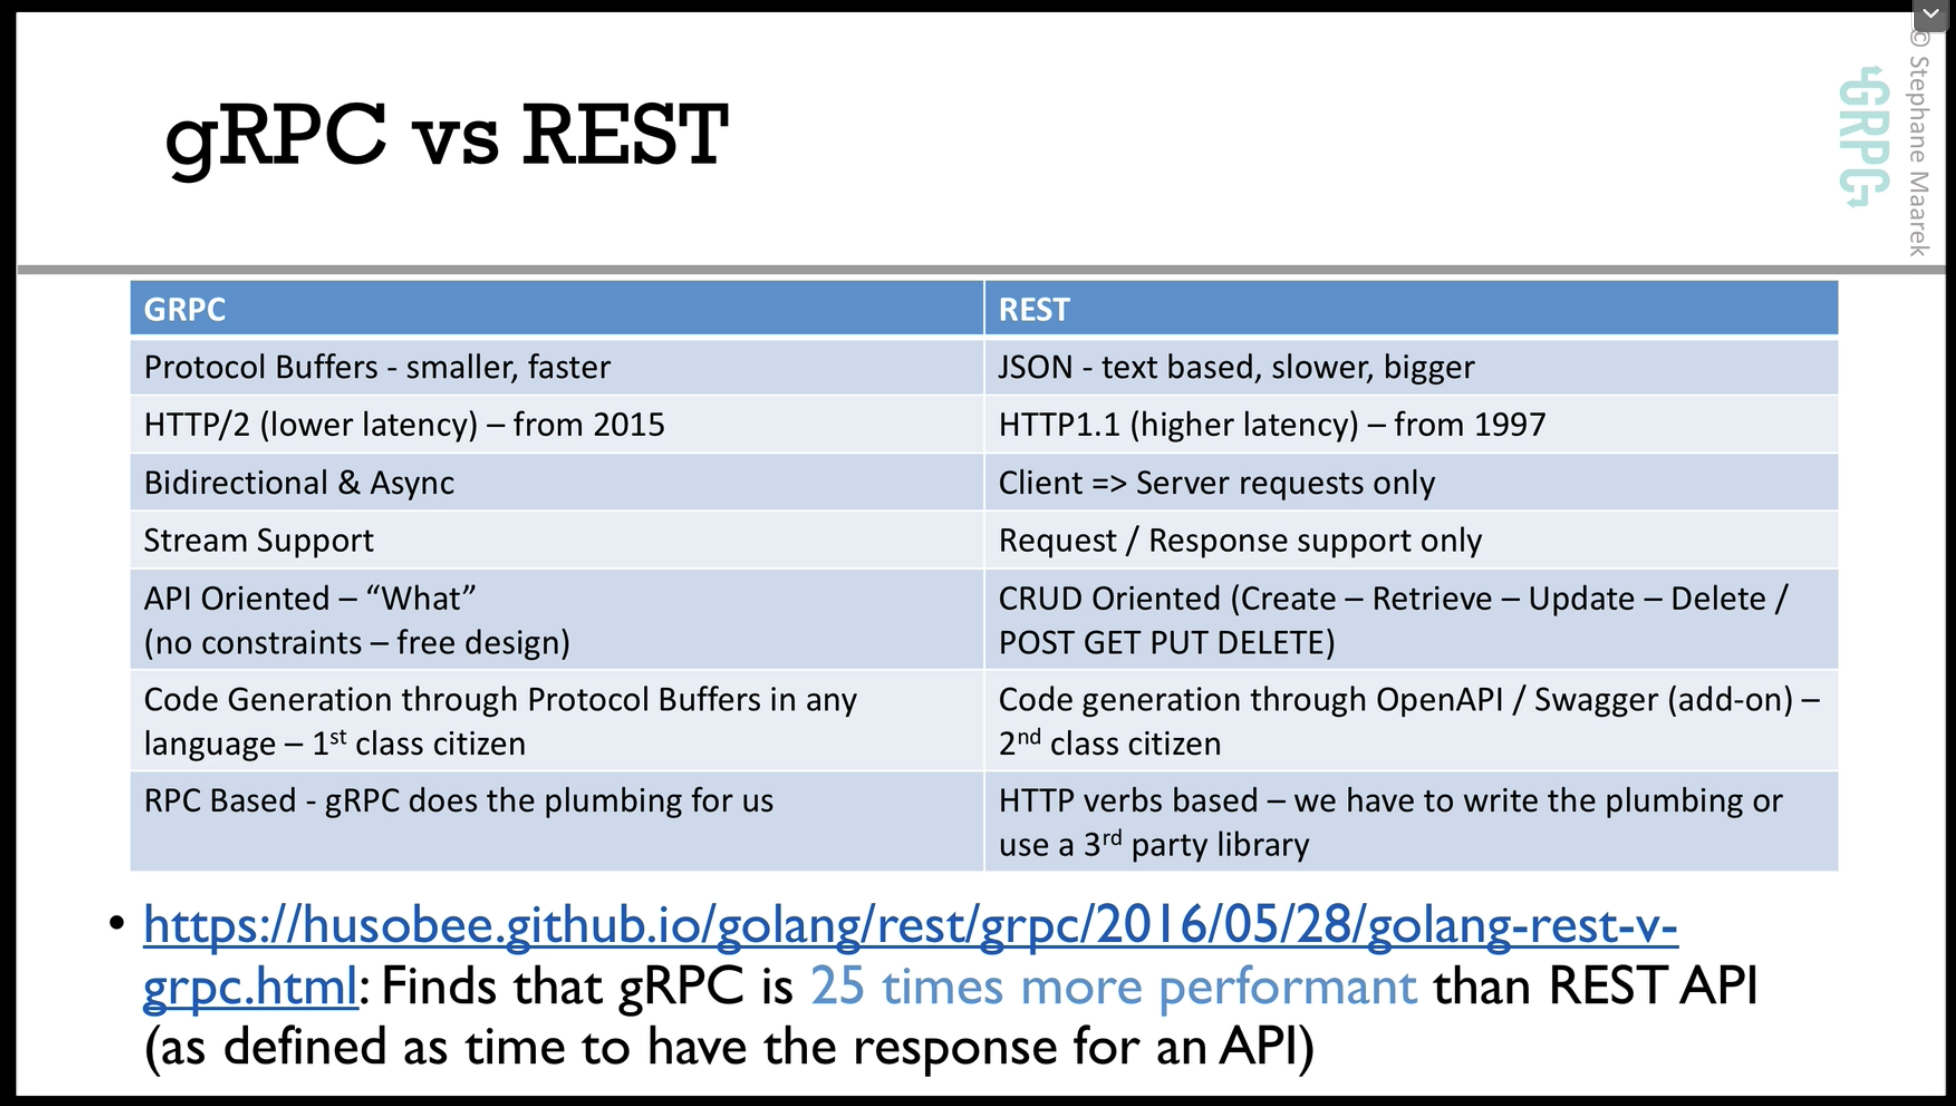 gRPC vs REST
© Stephane Maarek
GRPC
GRPC
REST
Protocol Buffers - smaller, faster
JSON - text based, slower, bigger
HTTP/2 (lower latency) – from 2015
HTTP1.1 (higher latency) – from 1997
Bidirectional & Async
Client => Server requests only
Stream Support
Request / Response support only
API Oriented – “What”
(no constraints – free design)
CRUD Oriented (Create – Retrieve – Update – Delete /
POST GET PUT DELETE)
Code Generation through Protocol Buffers in any
language – 1st class citizen
Code generation through OpenAPI / Swagger (add-on) –
2nd class citizen
RPC Based - gRPC does the plumbing for us
HTTP verbs based – we have to write the plumbing or
use a 3rd party library
• https://husobee.github.io/golang/rest/grpc/2016/05/28/golang-rest-v-
grpc.html: Finds that gRPC is 25 times more performant than REST API
(as defined as time to have the response for an API)